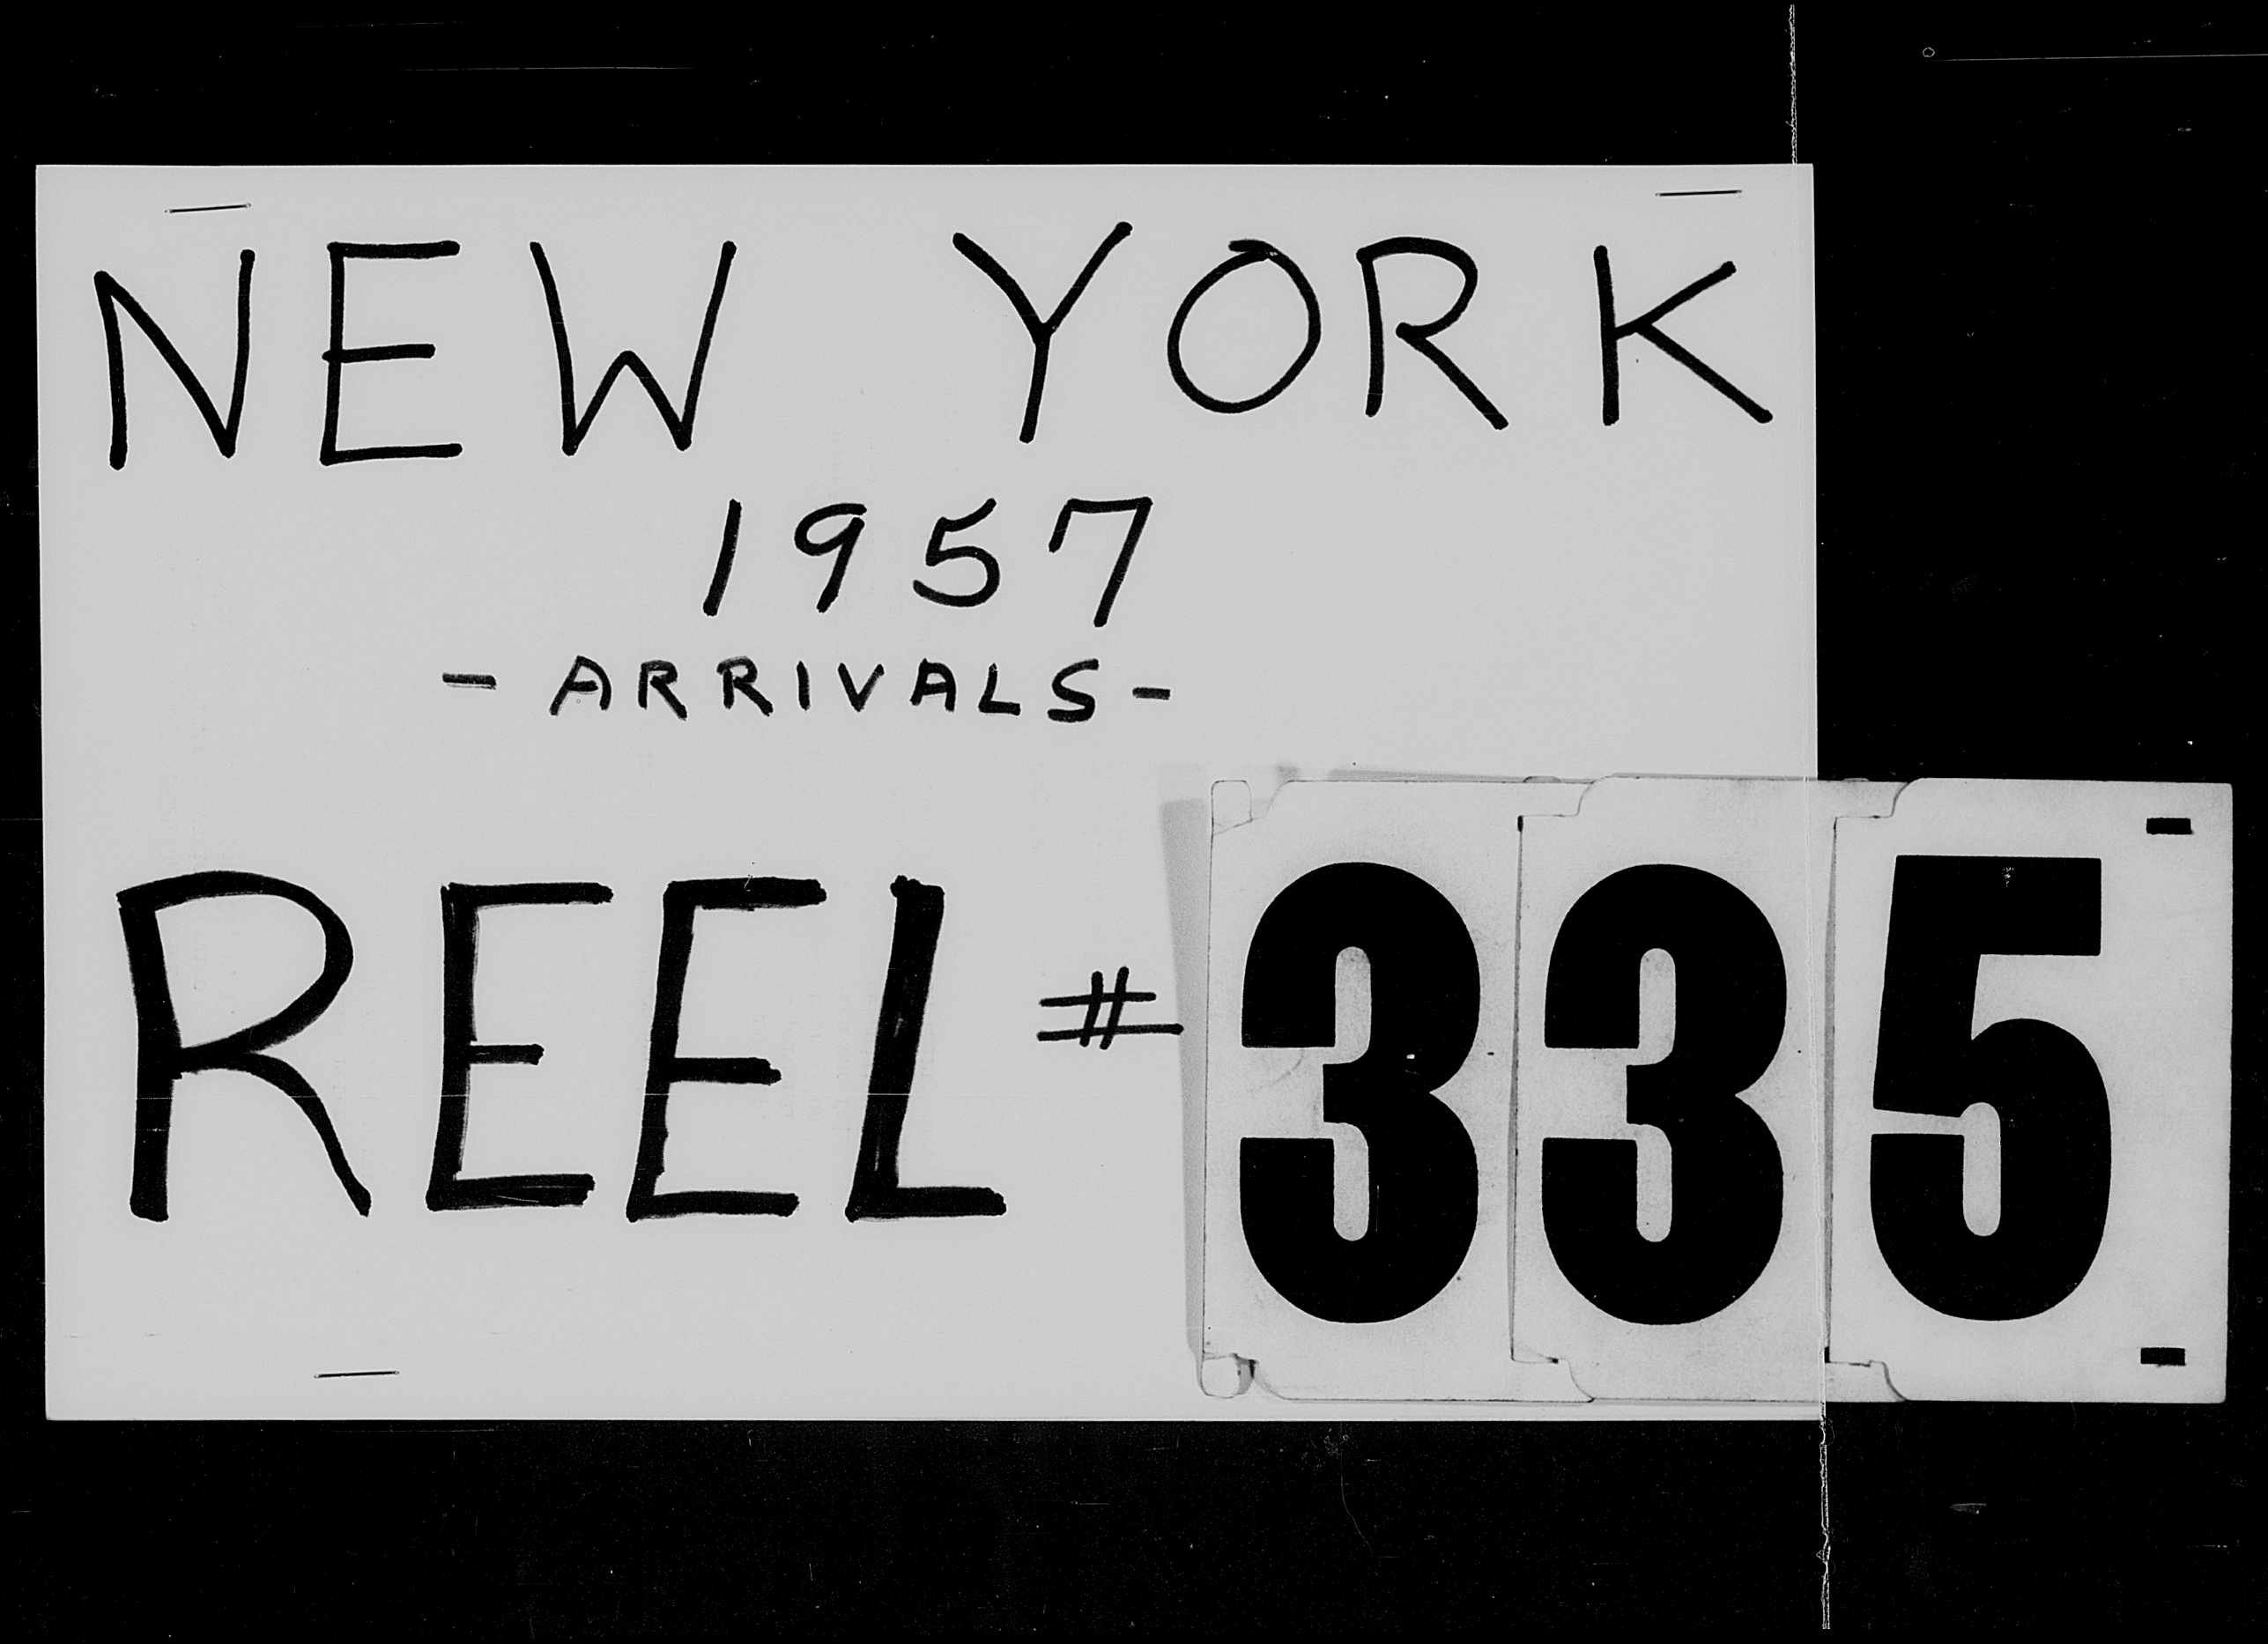 NEW YORK
1957
- ARRIVALS -
REEL # 335